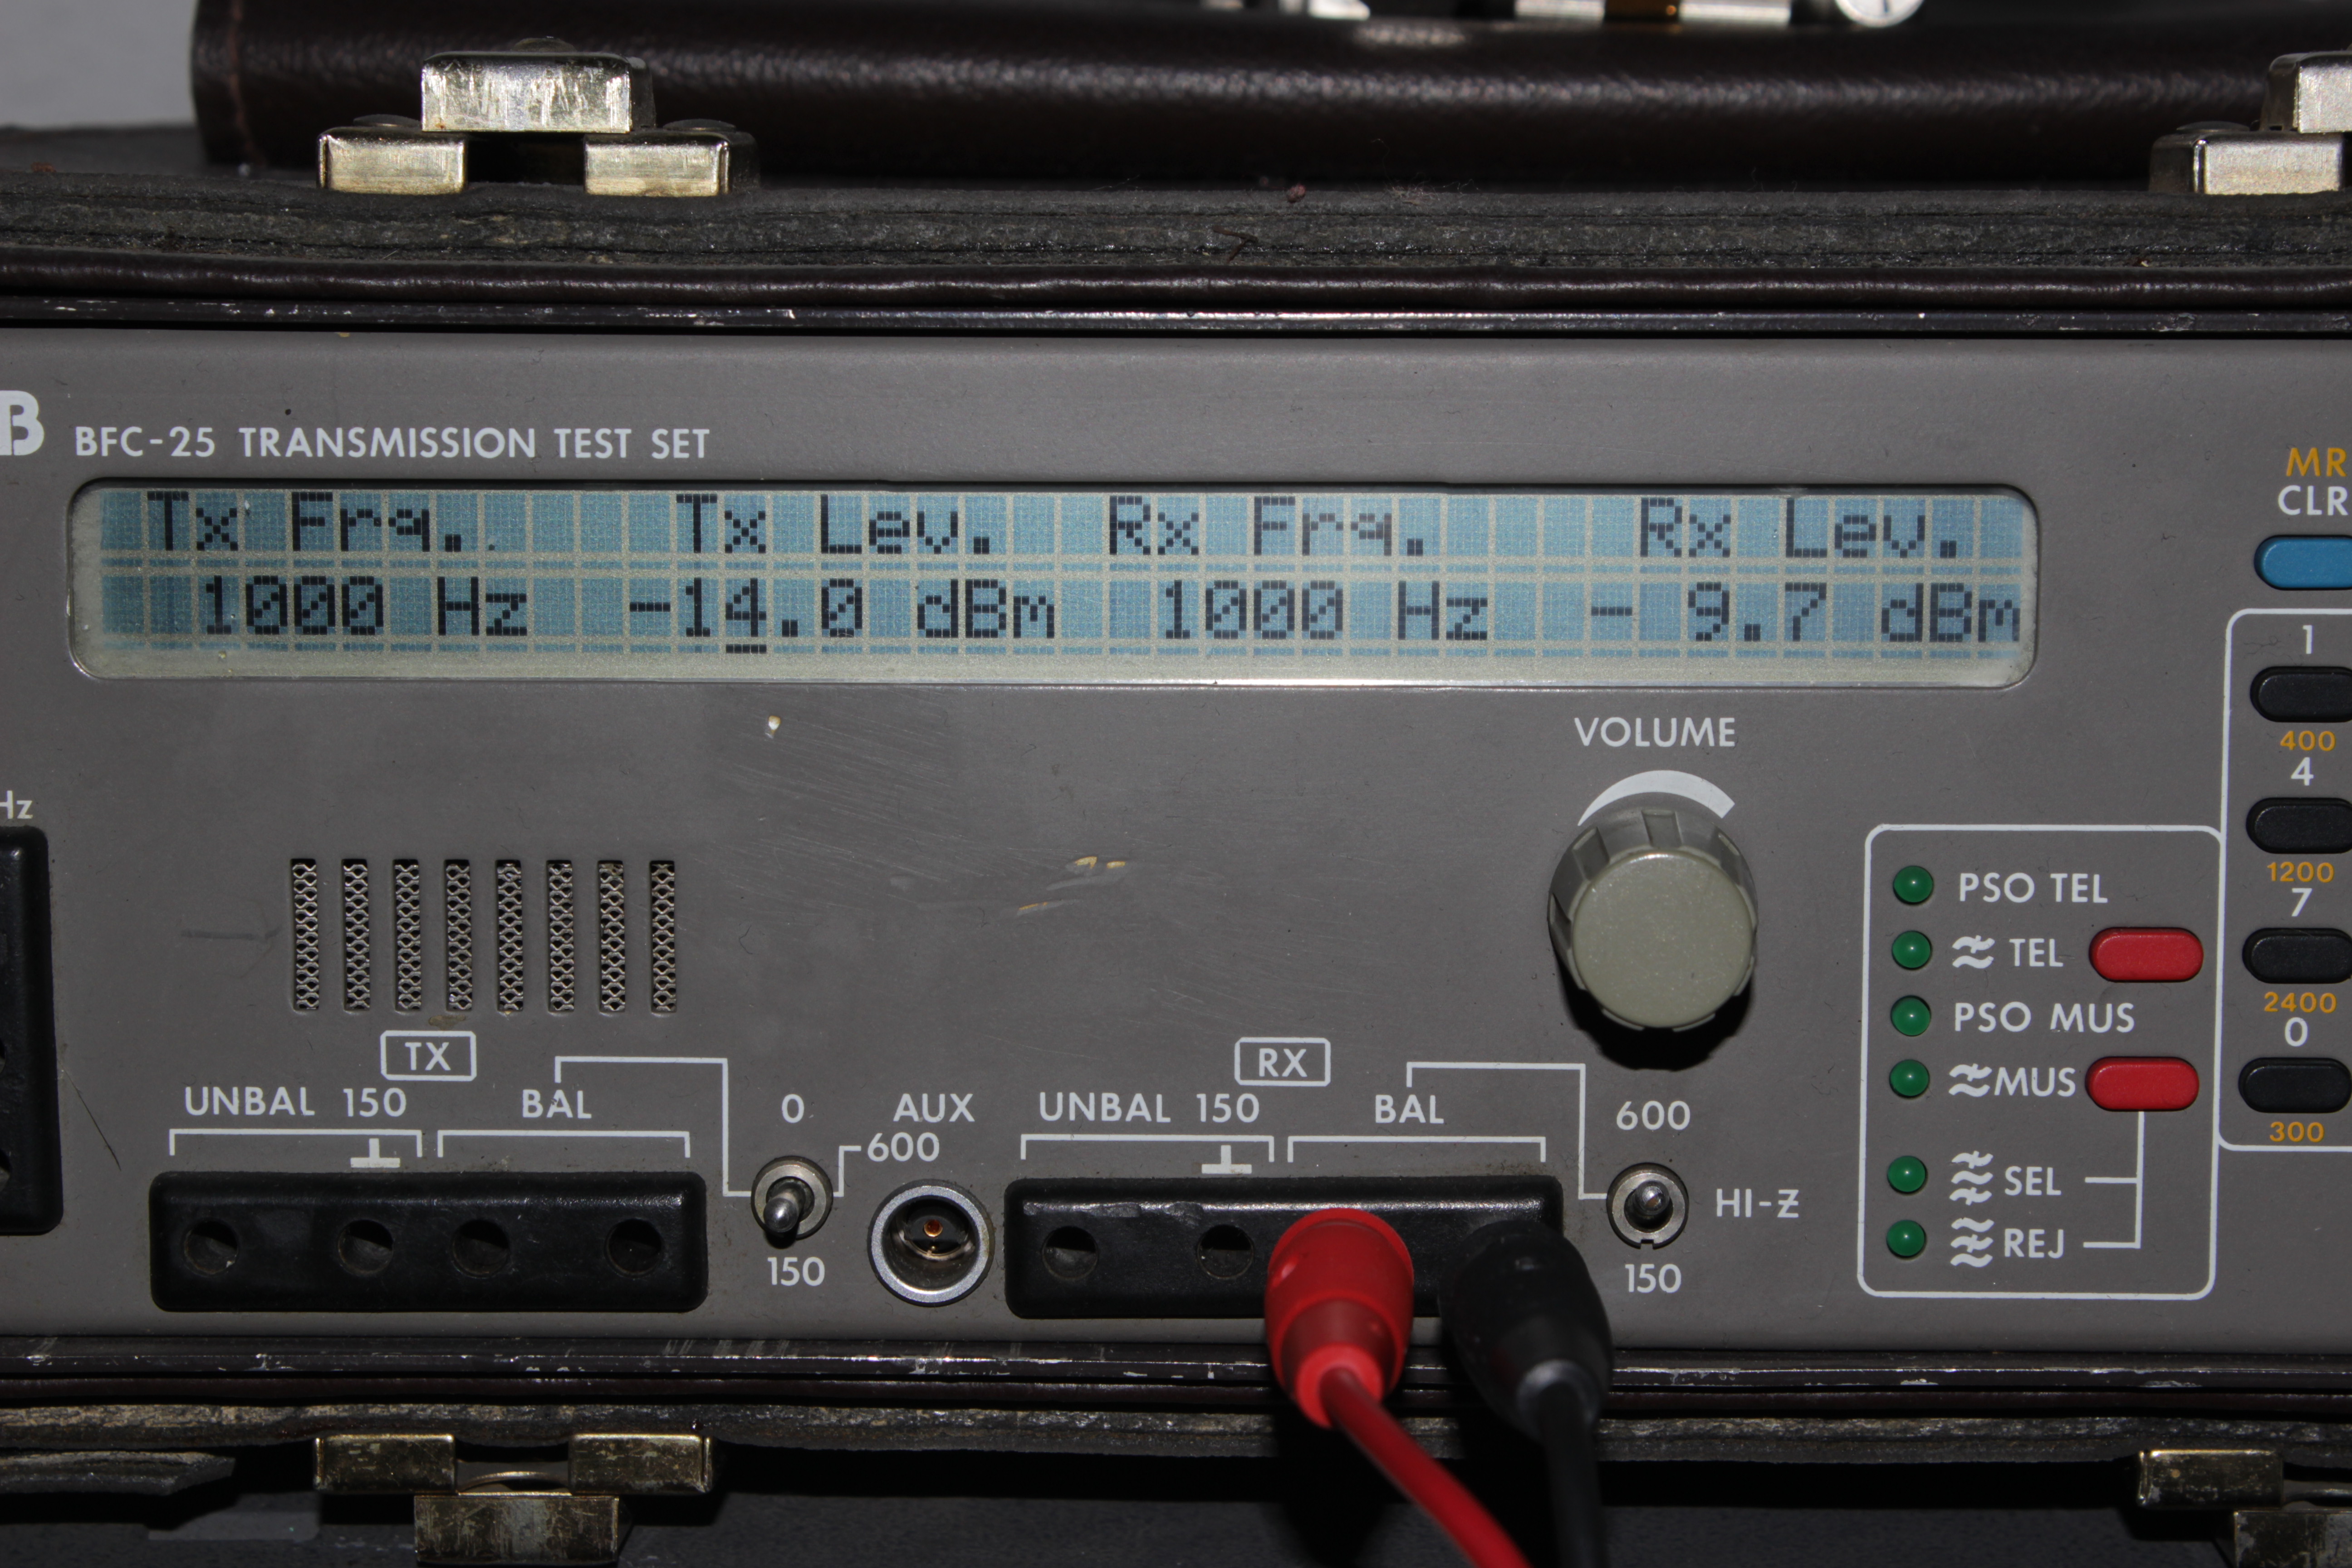 B BFC-25 TRANSMISSION TEST SET
MR
CLR
Tx Frq. Tx Lev. Rx Frq. Rx Lev.
1000 Hz -14.0 dBm 1000 Hz - 9.7 dBm
1
VOLUME
400
4
Hz
1200
7
PSO TEL
TEL
2400
0
PSO MUS
MUS
300
TX
UNBAL 150 BAL
0
600
150
AUX
RX
UNBAL 150 BAL
600
HI-Z
150
SEL
REJ